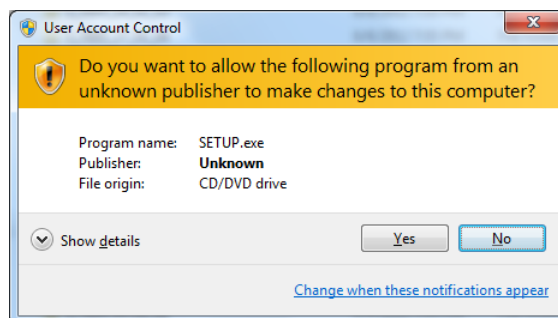 User Account Control
Do you want to allow the following program from an
unknown publisher to make changes to this computer?
Program name: SETUP.exe
Publisher: Unknown
File origin: CD/DVD drive
Show details
Yes No
Change when these notifications appear